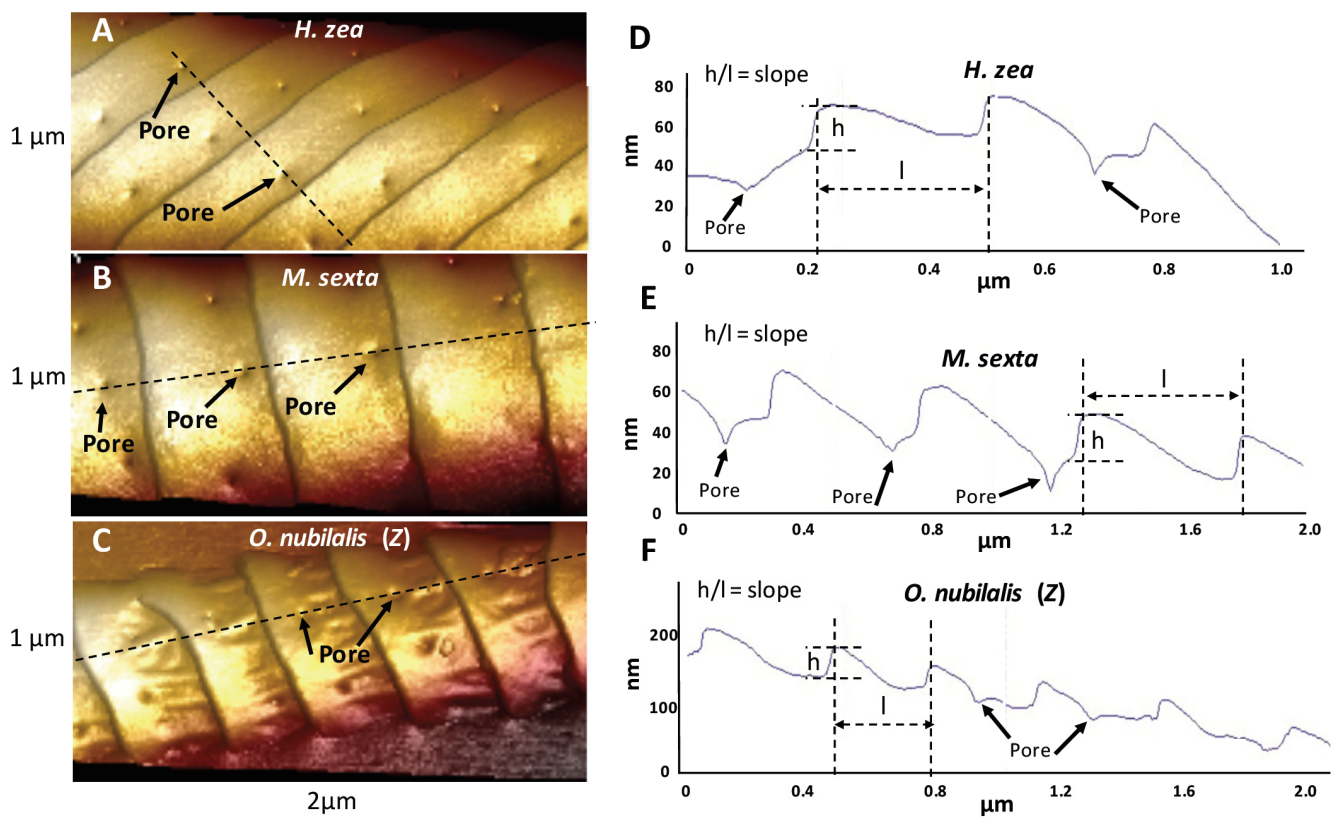 A
H. zea
1 µm
Pore
Pore
B
M. sexta
1 µm
Pore
Pore
Pore
C
O. nubilalis (Z)
1 µm
Pore
2µm
D
h/l = slope
H. zea
80
60
40
20
0
nm
h
l
Pore
Pore
0 0.2 0.4 0.6 0.8 1.0
µm
E
h/l = slope
M. sexta
80
60
40
20
0
nm
l
h
Pore
Pore
Pore
0 0.4 0.8 1.2 1.6 2.0
µm
F
h/l = slope
O. nubilalis (Z)
200
100
0
nm
h
l
Pore
0 0.4 0.8 1.2 1.6 2.0
µm